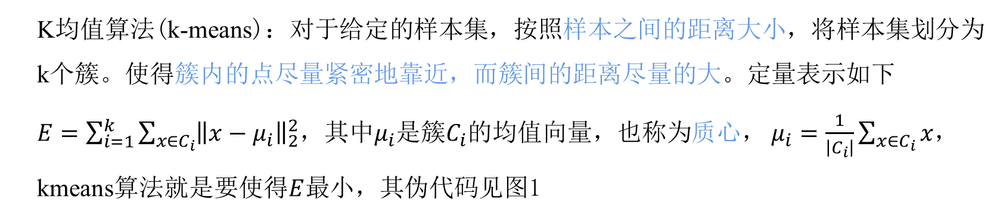 K均值算法(k-means)：对于给定的样本集，按照样本之间的距离大小，将样本集划分为
k个簇。使得簇内的点尽量紧密地靠近，而簇间的距离尽量的大。定量表示如下
$E = \sum_{i=1}^{k} \sum_{x \in C_i} \|x - \mu_i\|_2^2$，其中$\mu_i$是簇$C_i$的均值向量，也称为质心，$\mu_i = \frac{1}{|C_i|} \sum_{x \in C_i} x$，
kmeans算法就是要使得$E$最小，其伪代码见图1